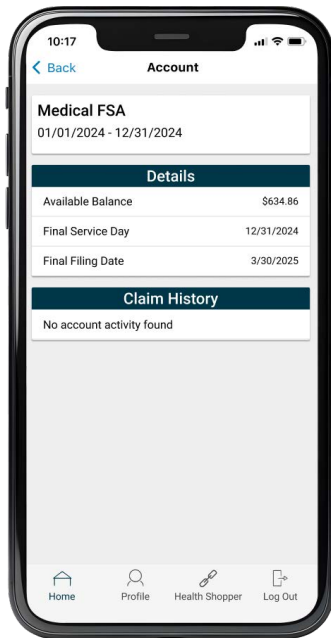 10:17
Back Account
Medical FSA
01/01/2024 - 12/31/2024
Details
Available Balance $634.86
Final Service Day 12/31/2024
Final Filing Date 3/30/2025
Claim History
No account activity found
Home Profile Health Shopper Log Out